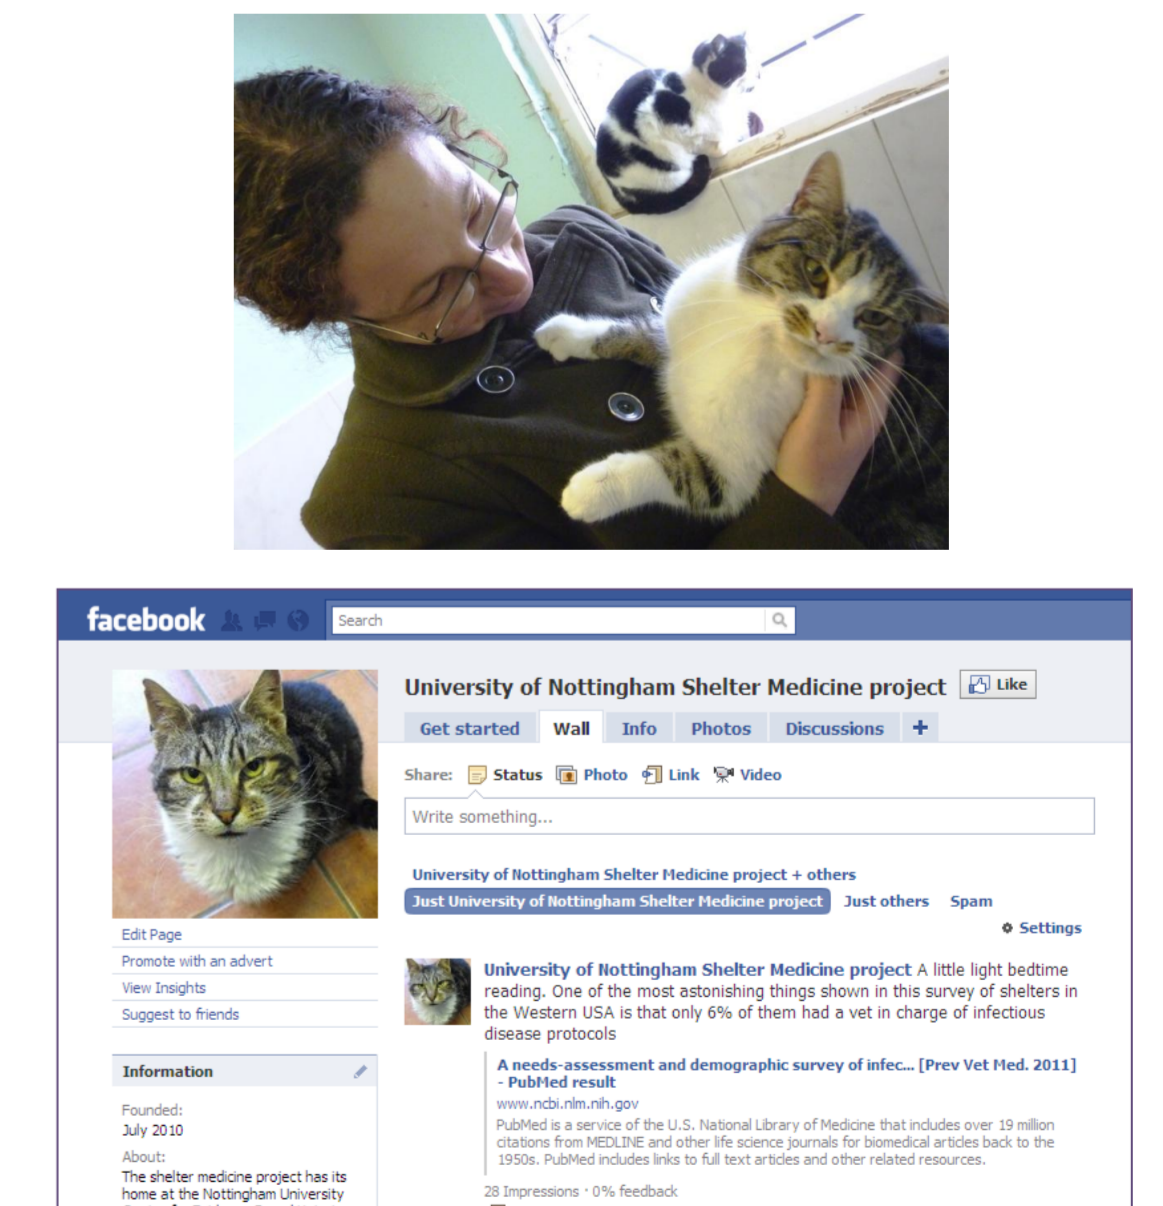 facebook
Search
University of Nottingham Shelter Medicine project
Like
Get started
Wall
Info
Photos
Discussions
Share:
Status
Photo
Link
Video
Write something...
University of Nottingham Shelter Medicine project + others
Just University of Nottingham Shelter Medicine project
Just others
Spam
Settings
Edit Page
Promote with an advert
View Insights
Suggest to friends
Information
Founded:
July 2010
About:
The shelter medicine project has its
home at the Nottingham University
University of Nottingham Shelter Medicine project A little light bedtime
reading. One of the most astonishing things shown in this survey of shelters in
the Western USA is that only 6% of them had a vet in charge of infectious
disease protocols
A needs-assessment and demographic survey of infec... [Prev Vet Med. 2011]
- PubMed result
www.ncbi.nlm.nih.gov
PubMed is a service of the U.S. National Library of Medicine that includes over 19 million
citations from MEDLINE and other life science journals for biomedical articles back to the
1950s. PubMed includes links to full text articles and other related resources.
28 Impressions · 0% feedback